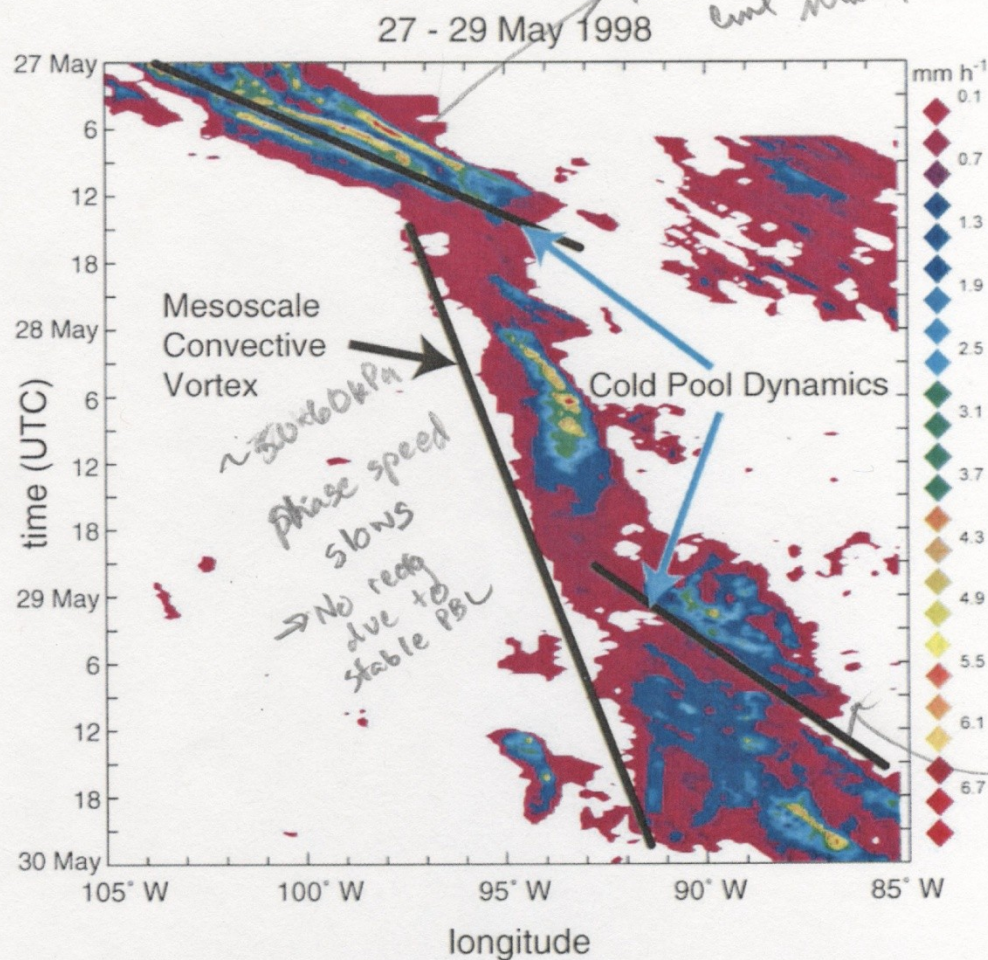 27 - 29 May 1998
mm h-1
27 May
6
12
18
28 May
6
12
18
29 May
6
12
18
30 May
time (UTC)
105° W
100° W
95° W
90° W
85° W
longitude
0.1
0.7
1.3
1.9
2.5
3.1
3.7
4.3
4.9
5.5
6.1
6.7
Mesoscale
Convective
Vortex
Cold Pool Dynamics
phase speed
slows
→ No
due to
stable PBL